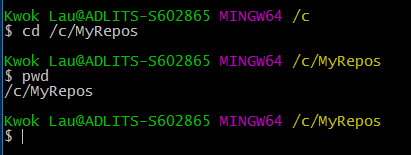 Kwok Lau@ADLITS-S602865 MINGW64 /c
$ cd /c/MyRepos
Kwok Lau@ADLITS-S602865 MINGW64 /c/MyRepos
$ pwd
/c/MyRepos
Kwok Lau@ADLITS-S602865 MINGW64 /c/MyRepos
$